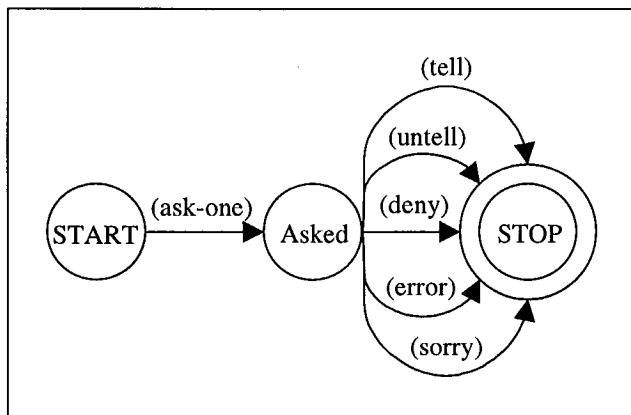 (tell)
(untell)
(ask-one)
(deny)
START
Asked
STOP
(error)
(sorry)